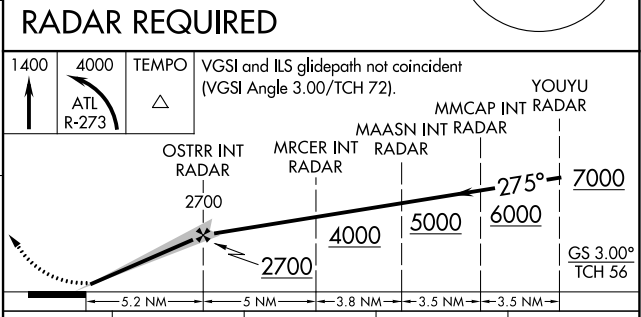 RADAR REQUIRED
1400
4000
ATL
R-273
TEMPO
VGSI and ILS glidepath not coincident
(VGSI Angle 3.00/TCH 72).
YOUYU
RADAR
MMCAP INT
RADAR
MAASN INT
RADAR
MRCER INT
RADAR
OSTRR INT
RADAR
2700
275°
7000
6000
5000
4000
2700
GS 3.00°
TCH 56
5.2 NM
5 NM
3.8 NM
3.5 NM
3.5 NM